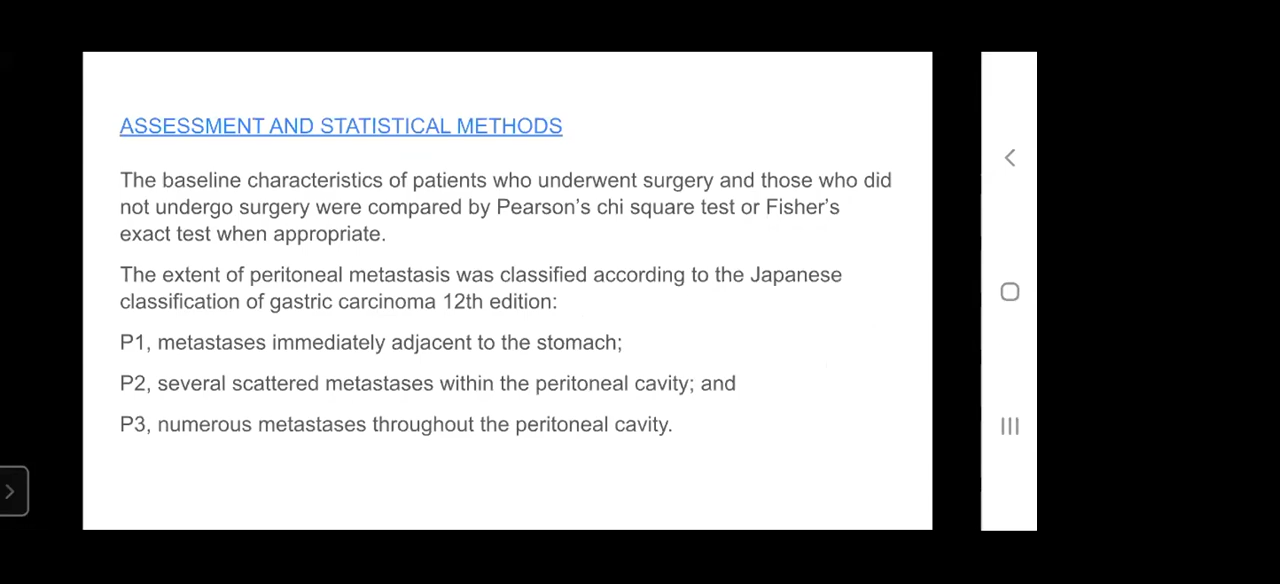 ASSESSMENT AND STATISTICAL METHODS
The baseline characteristics of patients who underwent surgery and those who did
not undergo surgery were compared by Pearson’s chi square test or Fisher’s
exact test when appropriate.
The extent of peritoneal metastasis was classified according to the Japanese
classification of gastric carcinoma 12th edition:
P1, metastases immediately adjacent to the stomach;
P2, several scattered metastases within the peritoneal cavity; and
P3, numerous metastases throughout the peritoneal cavity.